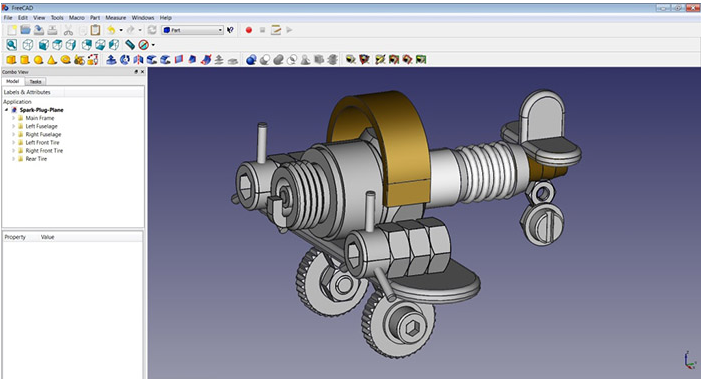 FreeCAD
File Edit View Tools Macro Part Measure Windows Help
Part
Combo View
Model Tasks
Labels & Attributes
Application
Spark-Plug-Plane
Main Frame
Left Fuselage
Right Fuselage
Left Front Tire
Right Front Tire
Rear Tire
Property Value